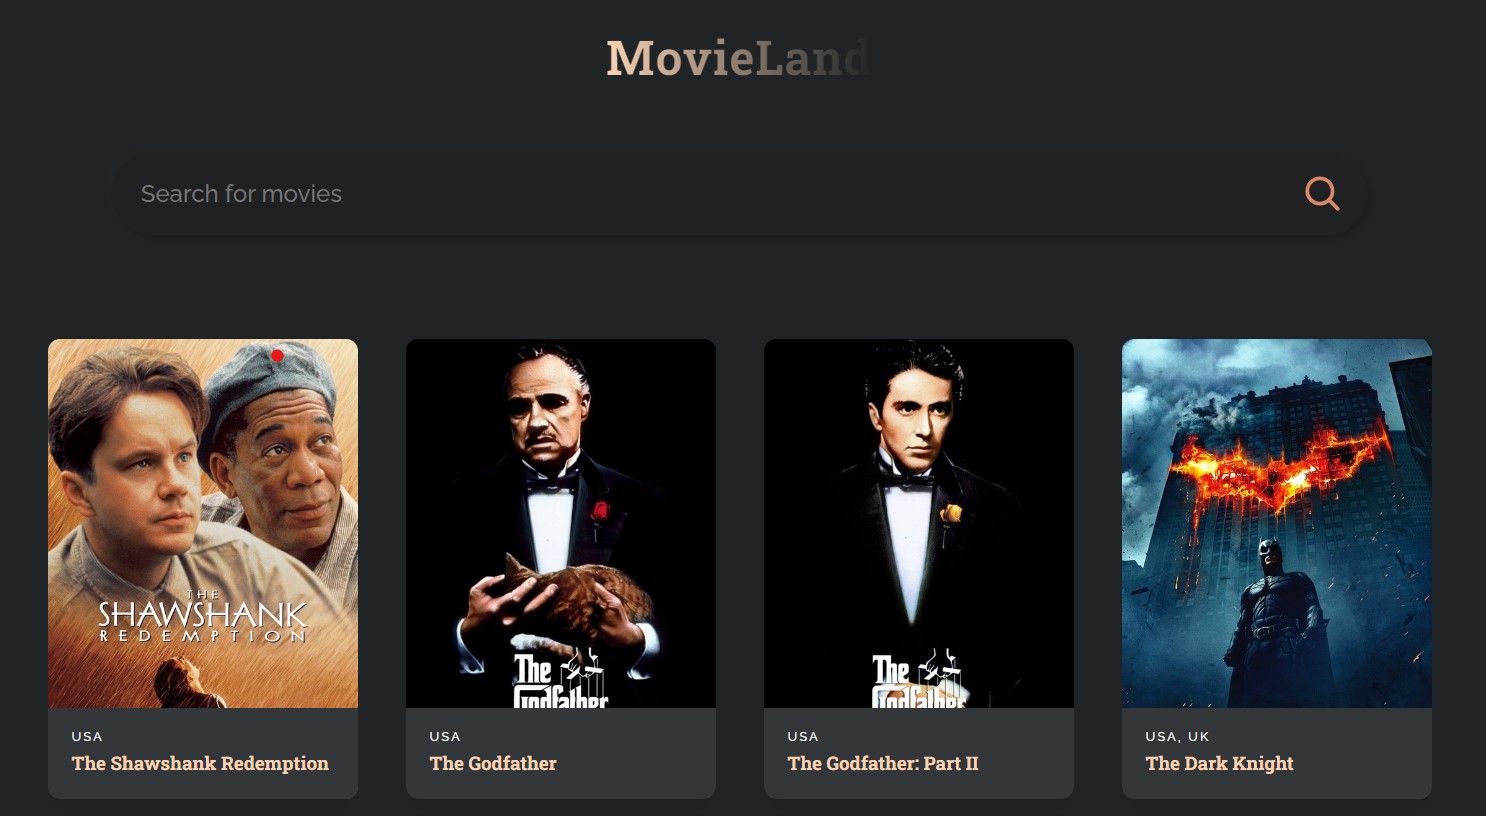 MovieLand
Search for movies
THE
SHAWSHANK
REDEMPTION
The
Godfather
The
Godfather
USA
The Shawshank Redemption
USA
The Godfather
USA
The Godfather: Part II
USA, UK
The Dark Knight